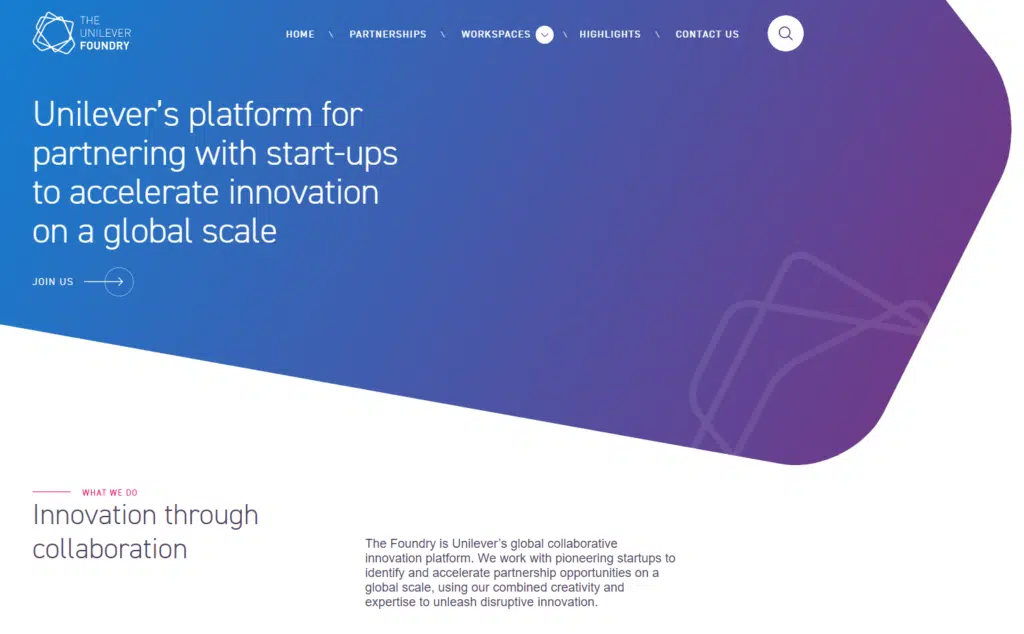 THE
UNILEVER
FOUNDRY
HOME \ PARTNERSHIPS \ WORKSPACES \ HIGHLIGHTS \ CONTACT US
Unilever’s platform for
partnering with start-ups
to accelerate innovation
on a global scale
JOIN US
WHAT WE DO
Innovation through
collaboration
The Foundry is Unilever’s global collaborative
innovation platform. We work with pioneering startups to
identify and accelerate partnership opportunities on a
global scale, using our combined creativity and
expertise to unleash disruptive innovation.